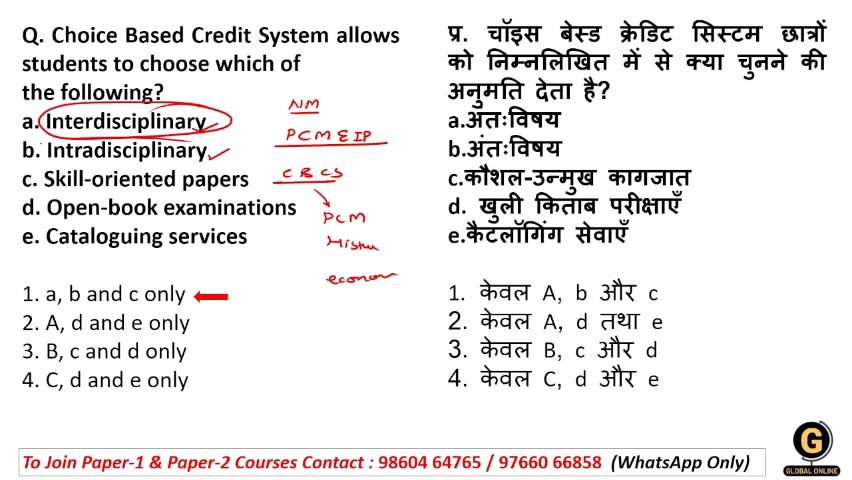 Q. Choice Based Credit System allows
students to choose which of
the following?
a. Interdisciplinary
b. Intradisciplinary
c. Skill-oriented papers
d. Open-book examinations
e. Cataloguing services
1. a, b and c only
2. A, d and e only
3. B, c and d only
4. C, d and e only
NM
PCM E IP
CBCS
PCM
प्र. चॉइस बेस्ड क्रेडिट सिस्टम छात्रों
को निम्नलिखित में से क्या चुनने की
अनुमति देता है?
a.अंतःविषय
b.अंतःविषय
c.कौशल-उन्मुख कागजात
d. खुली किताब परीक्षाएँ
e.कैटलॉगिंग सेवाएँ
1. केवल A, b और c
2. केवल A, d तथा e
3. केवल B, c और d
4. केवल C, d और e
To Join Paper-1 & Paper-2 Courses Contact : 98604 64765 / 97660 66858 (WhatsApp Only)
G
GLOBAL ONLINE